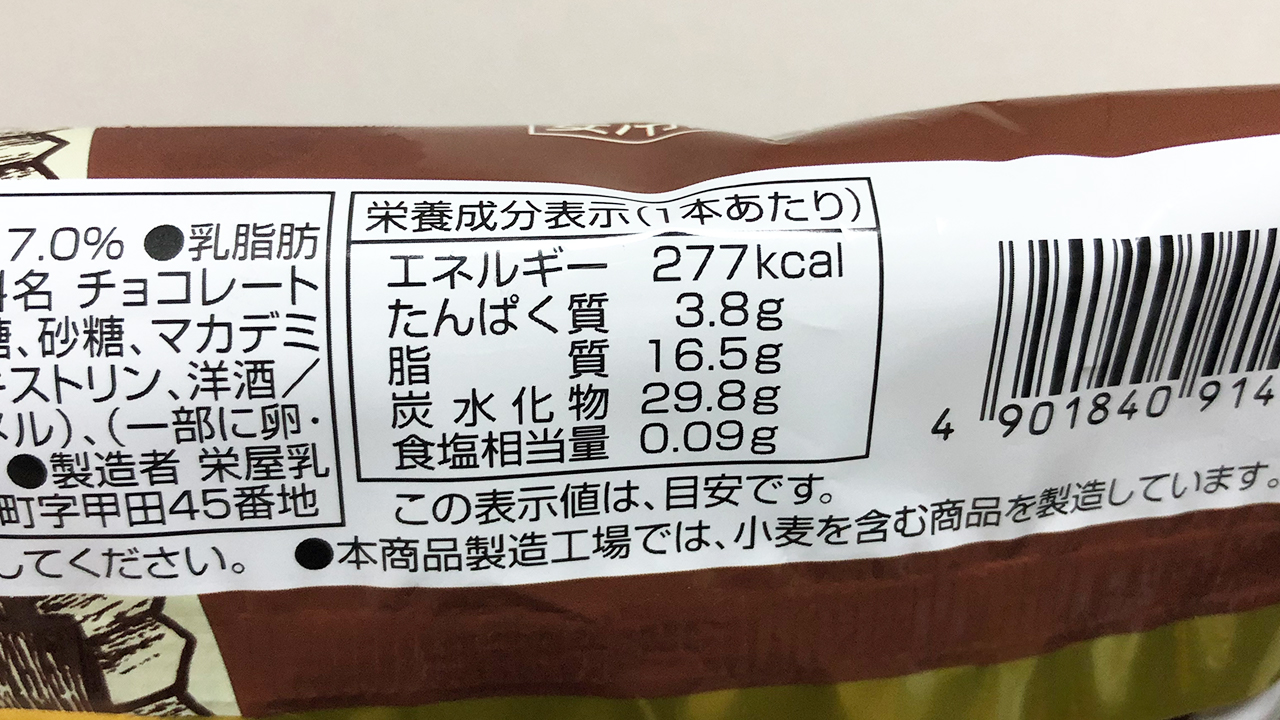 7.0% ●乳脂肪
名 チョコレート
糖、砂糖、マカデミ
キストリン、洋酒/
メル)、(一部に卵・
●製造者 栄屋乳
町字甲田45番地
してください。
栄養成分表示(1本あたり)
エネルギー 277kcal
たんぱく質 3.8g
脂質 16.5g
炭水化物 29.8g
食塩相当量 0.09g
この表示値は、目安です。
●本商品製造工場では、小麦を含む商品を製造しています。
4 901840 914